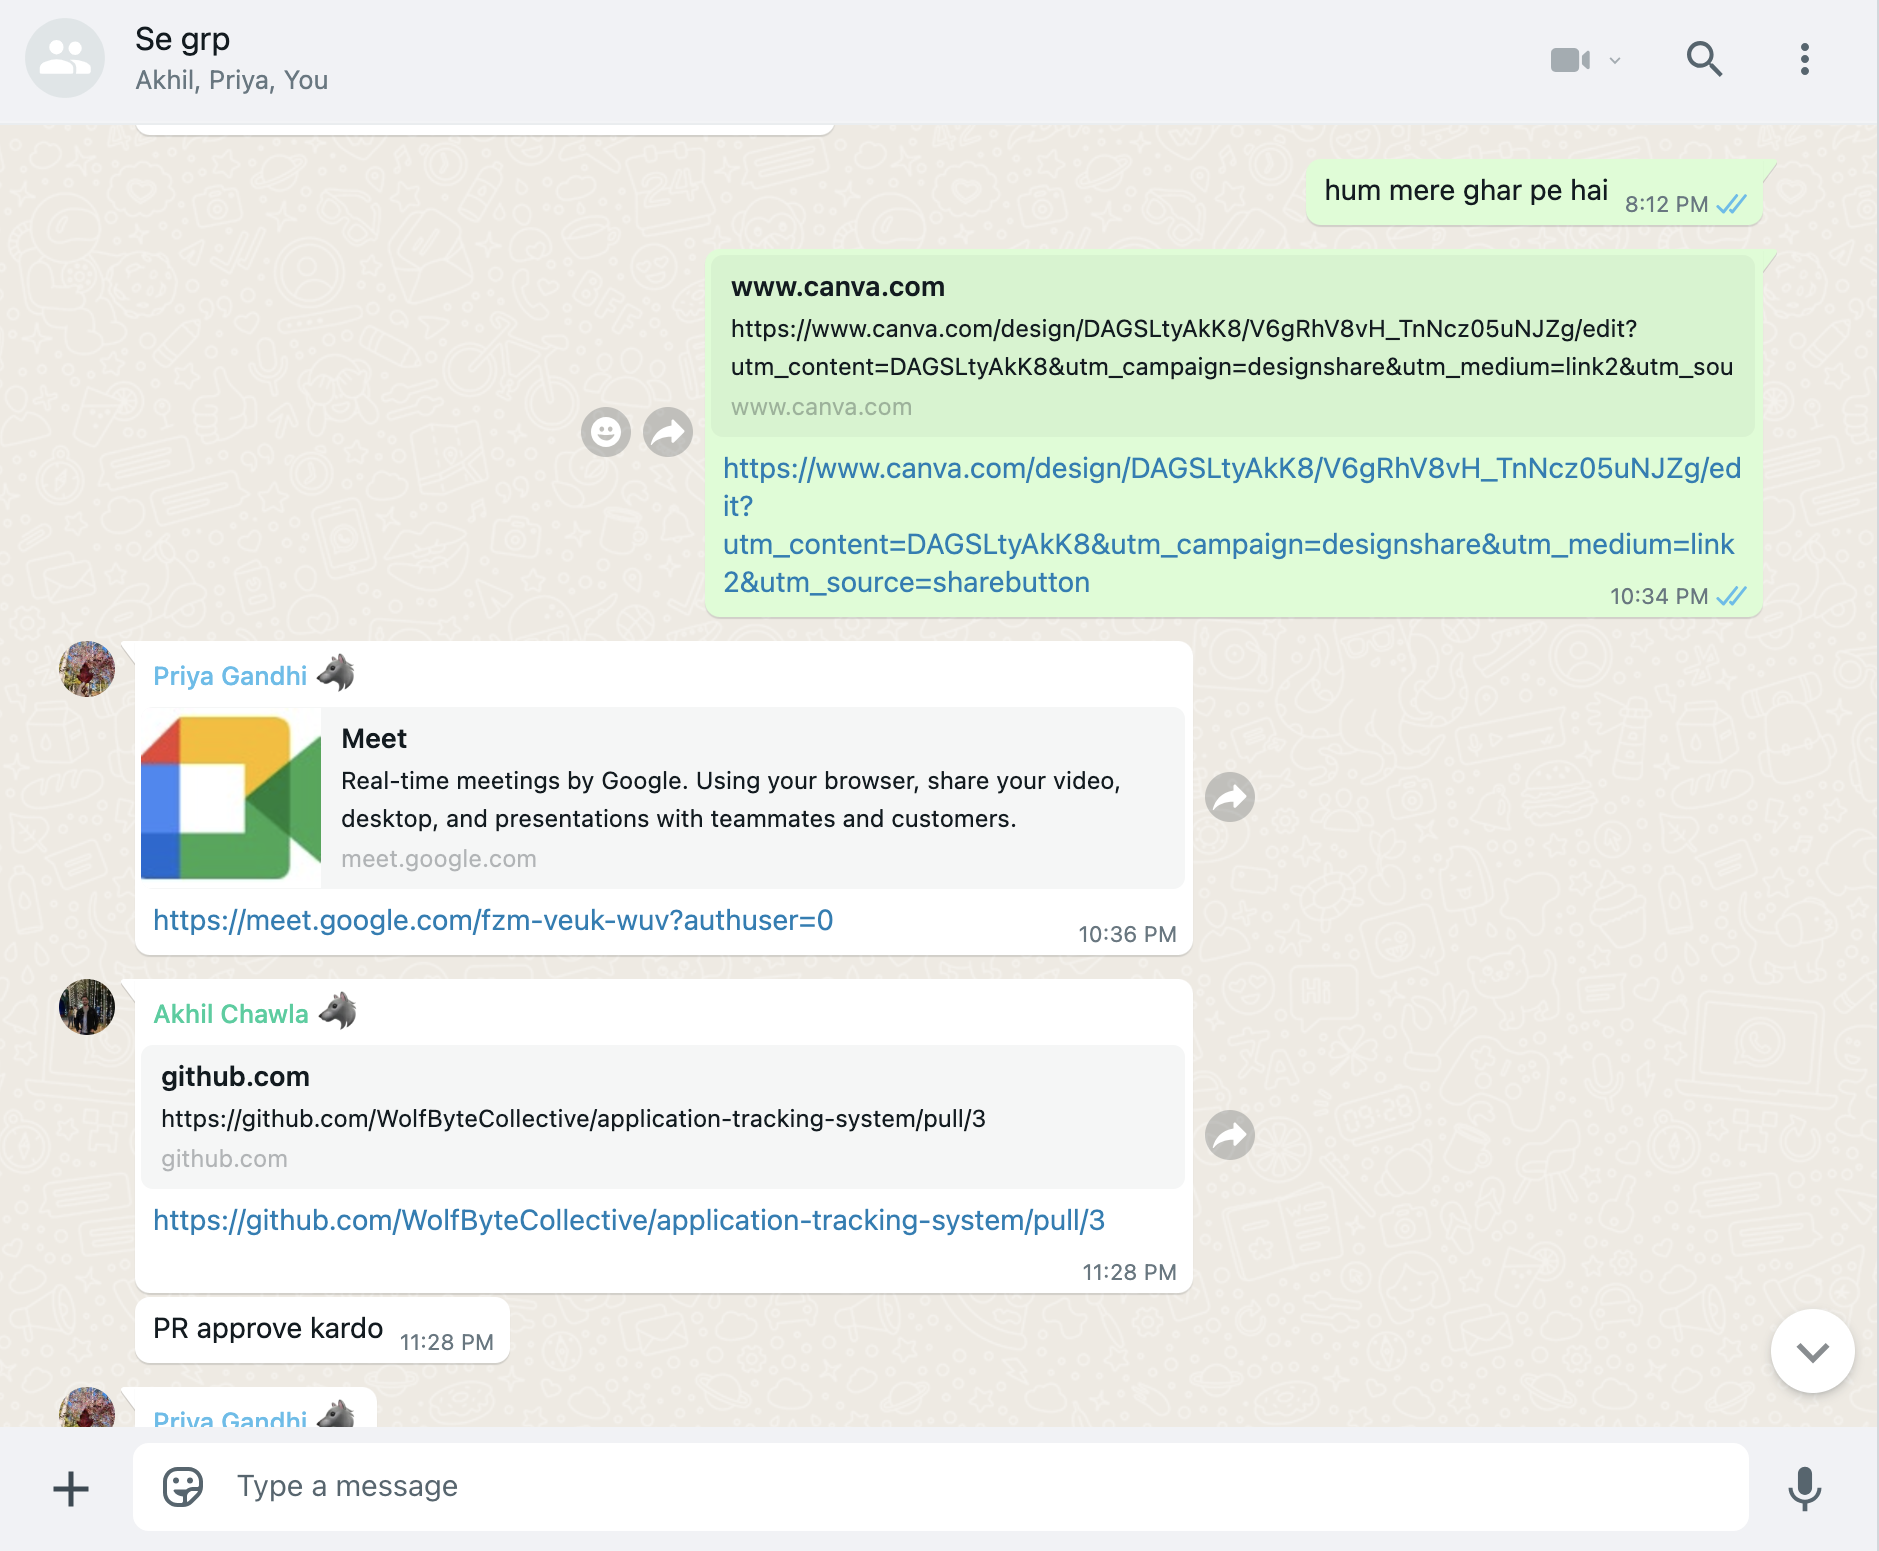 Se grp
Akhil, Priya, You
hum mere ghar pe hai
8:12 PM
www.canva.com
https://www.canva.com/design/DAGSLtyAkK8/V6gRhV8vH_TnNcz05uNJZg/edit?
utm_content=DAGSLtyAkK8&utm_campaign=designshare&utm_medium=link2&utm_sou
www.canva.com
https://www.canva.com/design/DAGSLtyAkK8/V6gRhV8vH_TnNcz05uNJZg/ed
it?
utm_content=DAGSLtyAkK8&utm_campaign=designshare&utm_medium=link
2&utm_source=sharebutton
10:34 PM
Priya Gandhi 🐺
Meet
Real-time meetings by Google. Using your browser, share your video,
desktop, and presentations with teammates and customers.
meet.google.com
https://meet.google.com/fzm-veuk-wuv?authuser=0
10:36 PM
Akhil Chawla 🐺
github.com
https://github.com/WolfByteCollective/application-tracking-system/pull/3
github.com
https://github.com/WolfByteCollective/application-tracking-system/pull/3
11:28 PM
PR approve kardo
11:28 PM
Priya Gandhi 🐺
Type a message